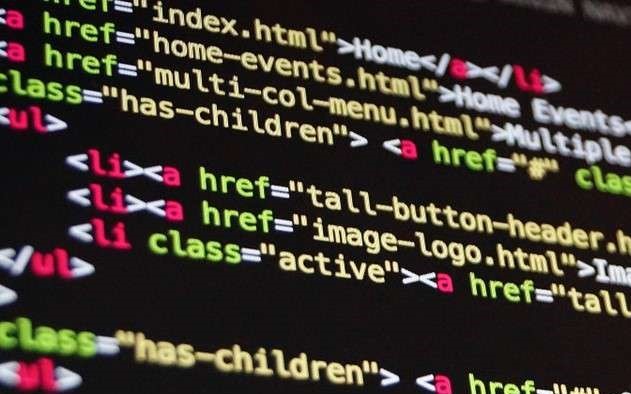 href="index.html">Home</a></li>
<a href="home-events.html">Home Events<
<a href="multi-col-menu.html">Multiple
class="has-children"> <a href="#" clas
<ul>
<li><a href="tall-button-header.h
<li><a href="image-logo.html">Ima
<li class="active"><a href="tall
</ul>
>
class="has-children"> <a href="#"
<ul>